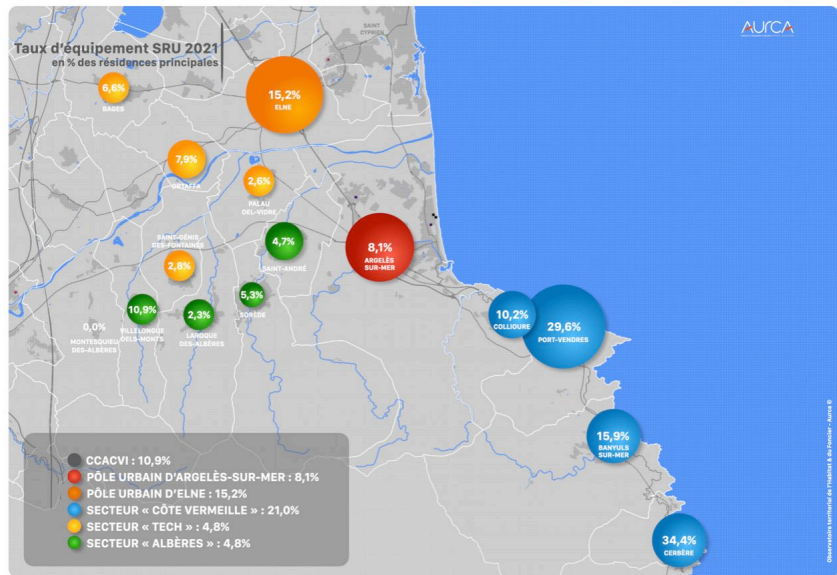 Taux d'équipement SRU 2021
en % des résidences principales
SAINT
CYPRIEN
AURCA
6,6%
BAGES
15,2%
ELNE
7,9%
ORTAFFA
2,6%
PALAU
DEL-VIDRE
SAINT-GÉNIE
DES-FONTAINES
2,8%
4,7%
SAINT-ANDRÉ
8,1%
ARGELÈS
SUR-MER
0,0%
MONTESQUIEU
DES-ALBÈRES
10,9%
VILLELONGUE
DELS-MONTS
2,3%
LAROQUE
DES-ALBÈRES
5,3%
SORÈDE
10,2%
COLLIOURE
29,6%
PORT-VENDRES
15,9%
BANYULS
SUR-MER
34,4%
CERBÈRE
CCACVI : 10,9%
PÔLE URBAIN D'ARGELÈS-SUR-MER : 8,1%
PÔLE URBAIN D'ELNE : 15,2%
SECTEUR « CÔTE VERMEILLE » : 21,0%
SECTEUR « TECH » : 4,8%
SECTEUR « ALBÈRES » : 4,8%
Observatoire territorial de l'Habitat & du Foncier - Aurca ©